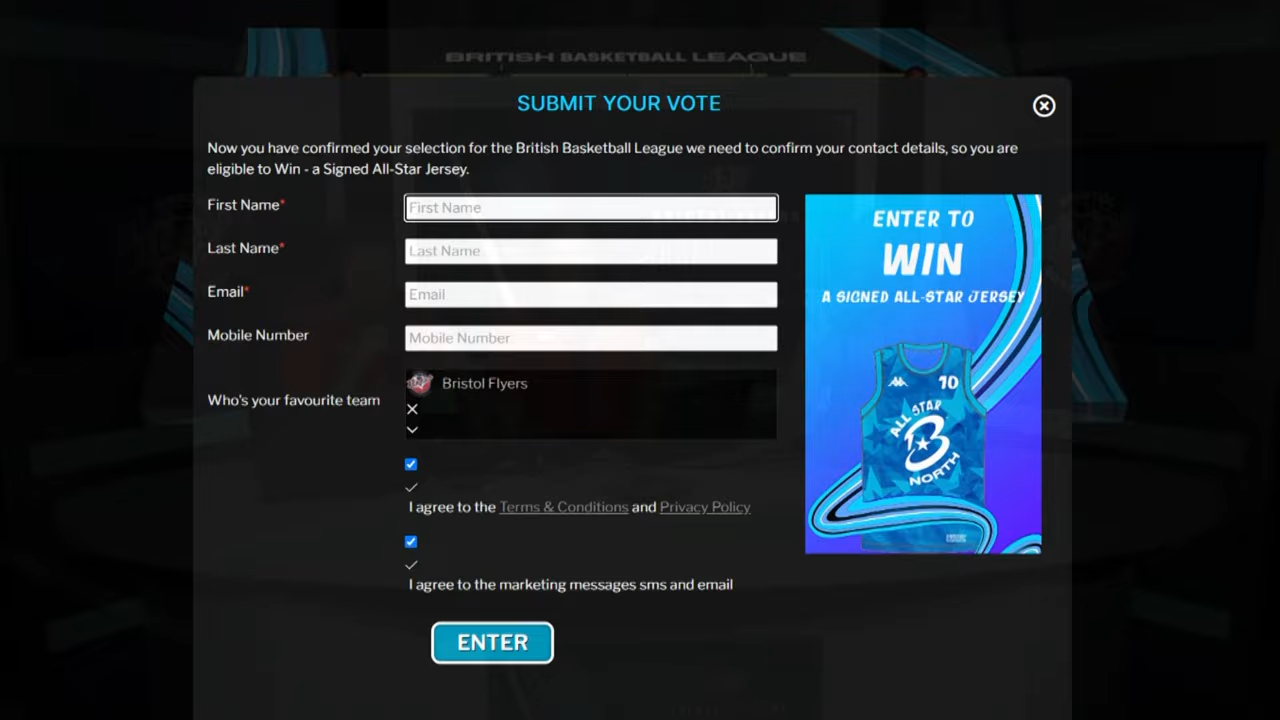 BRITISH BASKETBALL LEAGUE
SUBMIT YOUR VOTE
Now you have confirmed your selection for the British Basketball League we need to confirm your contact details, so you are
eligible to Win - a Signed All-Star Jersey.
First Name*
First Name
Last Name*
Last Name
Email*
Email
Mobile Number
Mobile Number
Who's your favourite team
Bristol Flyers
I agree to the Terms & Conditions and Privacy Policy
I agree to the marketing messages sms and email
ENTER
ENTER TO
WIN
A SIGNED ALL-STAR JERSEY
10
ALL STAR
B
NORTH